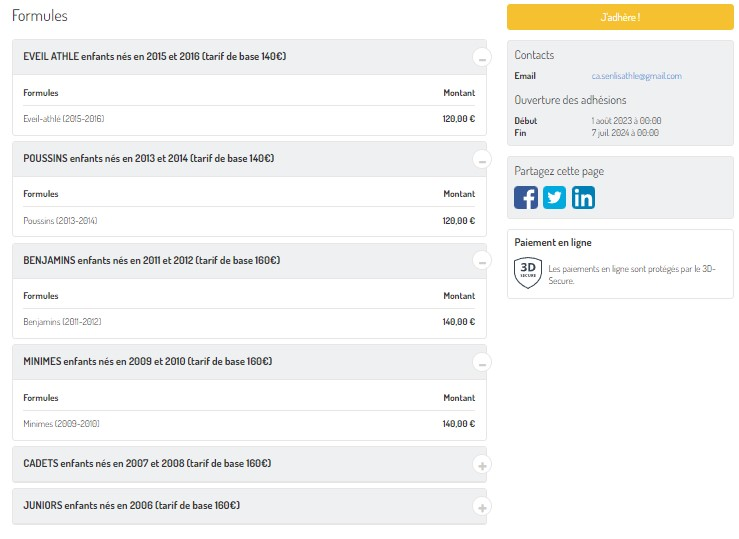 Formules
EVEIL ATHLE enfants nés en 2015 et 2016 (tarif de base 140€)
Formules Montant
Eveil-athlé (2015-2016) 120,00 €
POUSSINS enfants nés en 2013 et 2014 (tarif de base 140€)
Formules Montant
Poussins (2013-2014) 120,00 €
BENJAMINS enfants nés en 2011 et 2012 (tarif de base 160€)
Formules Montant
Benjamins (2011-2012) 140,00 €
MINIMES enfants nés en 2009 et 2010 (tarif de base 160€)
Formules Montant
Minimes (2009-2010) 140,00 €
CADETS enfants nés en 2007 et 2008 (tarif de base 160€)
JUNIORS enfants nés en 2006 (tarif de base 160€)
J'adhère !
Contacts
Email ca.senlisathle@gmail.com
Ouverture des adhésions
Début 1 août 2023 à 00:00
Fin 7 juil 2024 à 00:00
Partagez cette page
Paiement en ligne
3D
SECURE
Les paiements en ligne sont protégés par le 3D-
Secure.